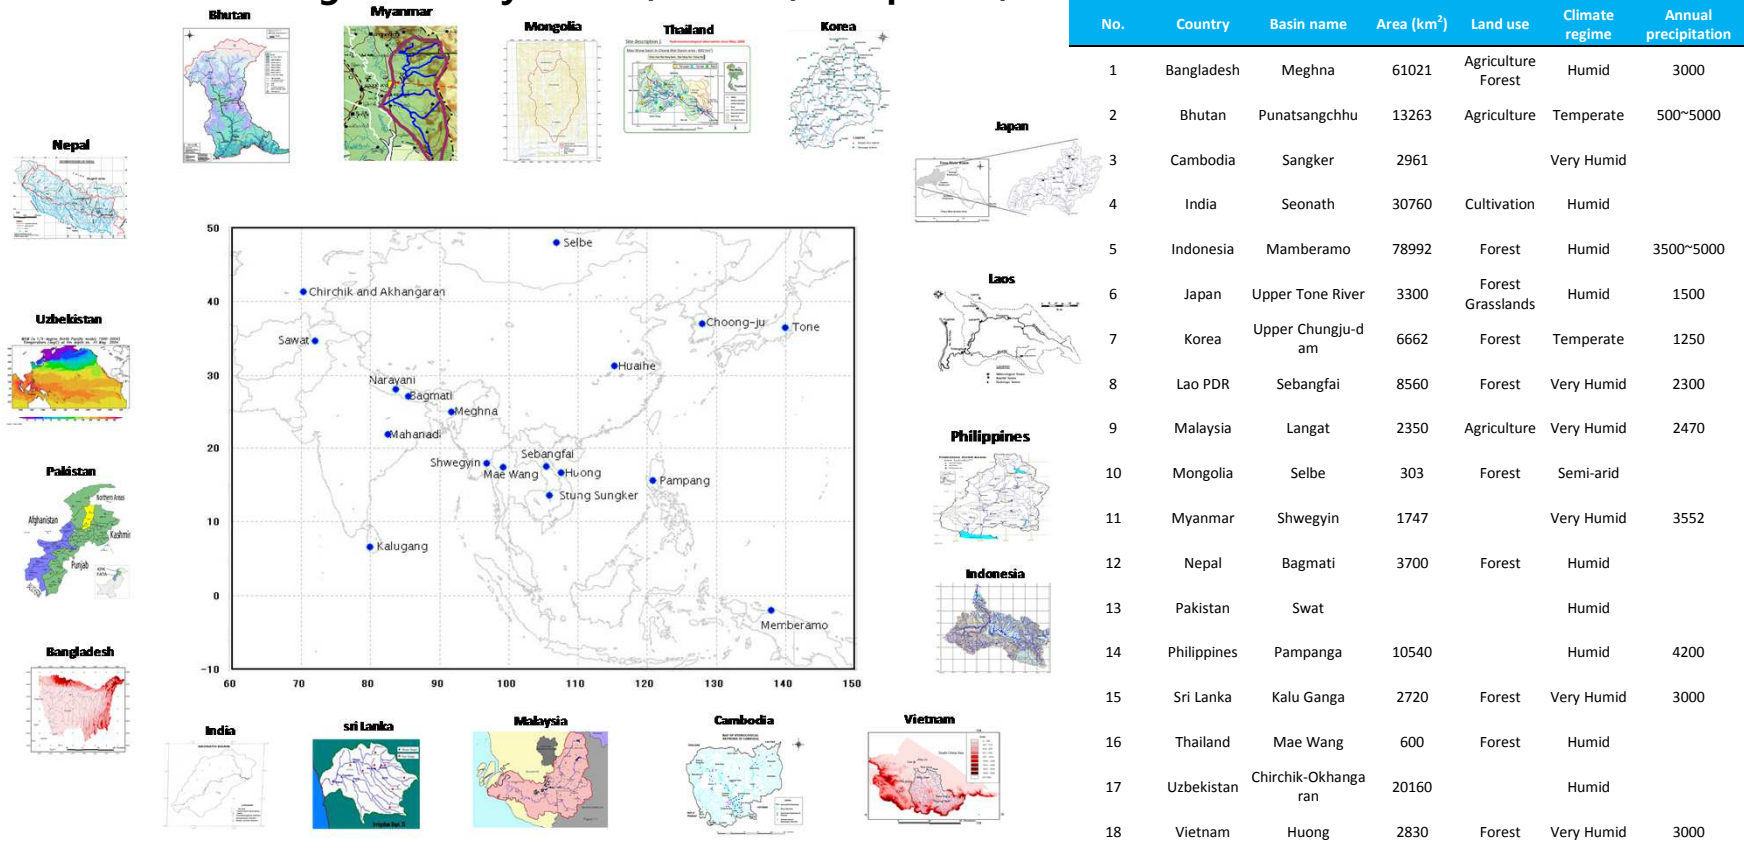 Bhutan
Myanmar
Mongolia
Thailand
Korea
Japan
Nepal
Laos
Uzbekistan
Philippines
Pakistan
Northern Areas
Afghanistan
Kashmir
Punjab
Indonesia
Bangladesh
India
sri Lanka
Malaysia
Cambodia
Vietnam
50
40
30
20
10
0
-10
60
70
80
90
100
110
120
130
140
150
Selbe
Chirchik and Akhangaran
Choong-ju
Tone
Sawat
Huaihe
Narayani
Bagmati
Meghna
Mahanadi
Sebangfai
Shwegyin
Mae Wang
Huong
Pampang
Stung Sungker
Kalugang
Memberamo
No. Country Basin name Area (km²) Land use Climate regime Annual precipitation
1 Bangladesh Meghna 61021 Agriculture Forest Humid 3000
2 Bhutan Punatsangchhu 13263 Agriculture Temperate 500~5000
3 Cambodia Sangker 2961 Very Humid
4 India Seonath 30760 Cultivation Humid
5 Indonesia Mamberamo 78992 Forest Humid 3500~5000
6 Japan Upper Tone River 3300 Forest Grasslands Humid 1500
7 Korea Upper Chungju-d am 6662 Forest Temperate 1250
8 Lao PDR Sebangfai 8560 Forest Very Humid 2300
9 Malaysia Langat 2350 Agriculture Very Humid 2470
10 Mongolia Selbe 303 Forest Semi-arid
11 Myanmar Shwegyin 1747 Very Humid 3552
12 Nepal Bagmati 3700 Forest Humid
13 Pakistan Swat Humid
14 Philippines Pampanga 10540 Humid 4200
15 Sri Lanka Kalu Ganga 2720 Forest Very Humid 3000
16 Thailand Mae Wang 600 Forest Humid
17 Uzbekistan Chirchik-Okhanga ran 20160 Humid
18 Vietnam Huong 2830 Forest Very Humid 3000